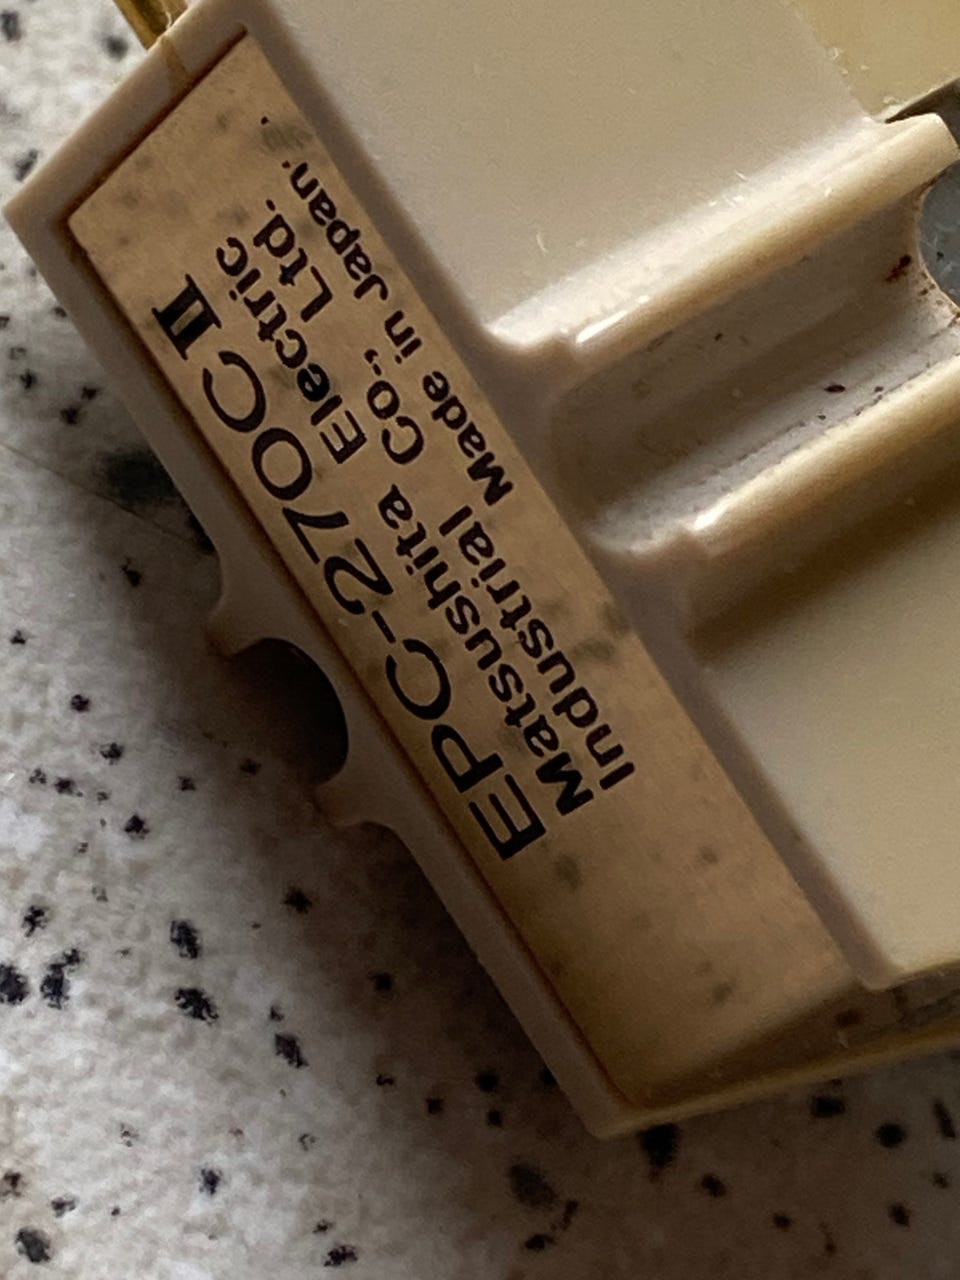 EPC-270C II
Matsushita Electric
Industrial Co., Ltd.
Made in Japan.